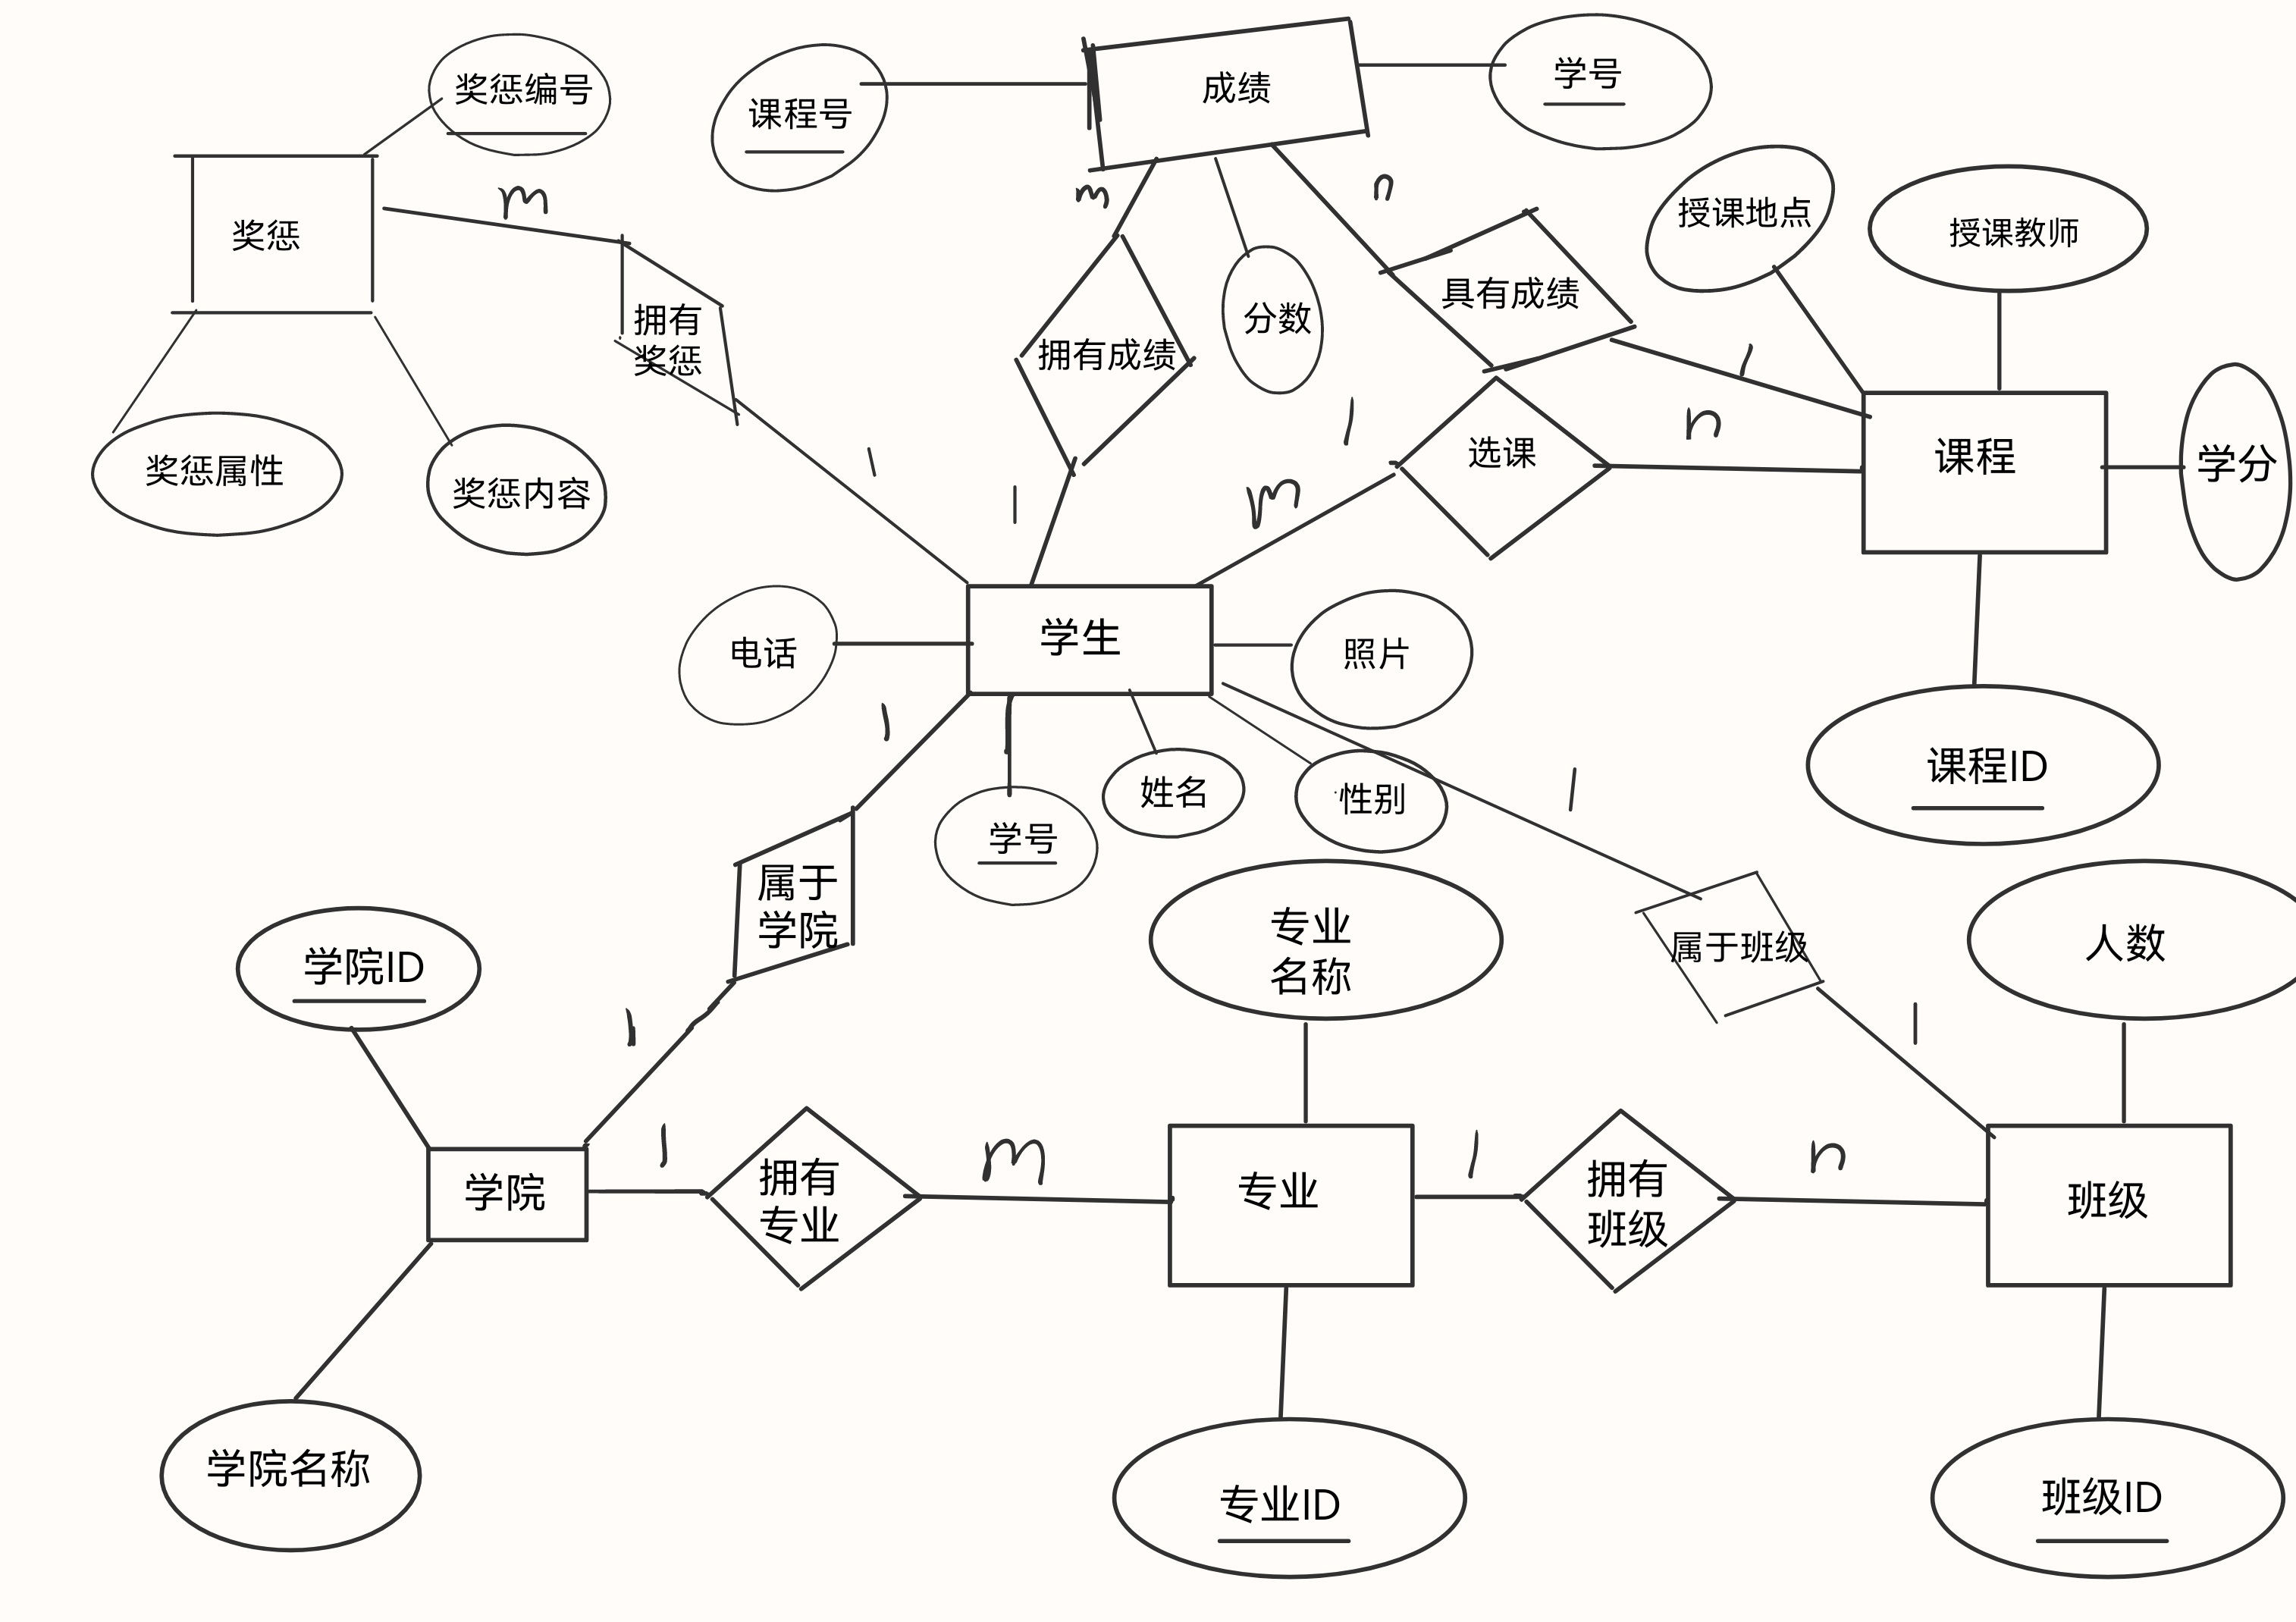 奖惩编号
课程号
成绩
学号
m
m
n
奖惩
授课地点
授课教师
拥有
奖惩
拥有成绩
分数
具有成绩
1
1
n
选课
课程
学分
奖惩属性
奖惩内容
1
1
m
学生
电话
照片
1
姓名
性别
1
学号
课程ID
属于
学院
专业
名称
属于班级
人数
学院ID
1
1
1
m
1
n
学院
拥有
专业
专业
拥有
班级
班级
学院名称
专业ID
班级ID